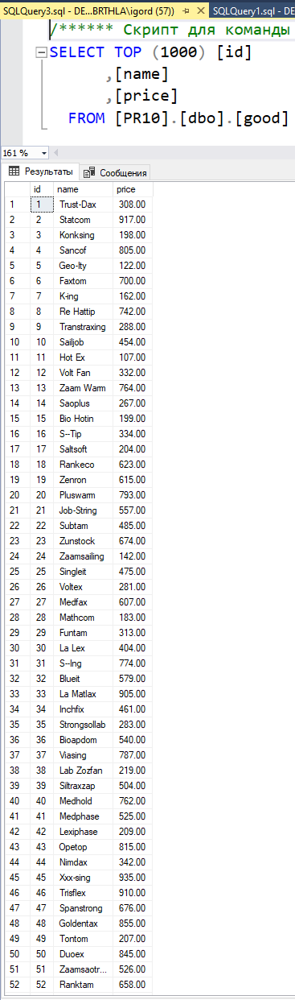 SQLQuery3.sql - DE...BRTHLA\igord (57)) SQLQuery1.sql - DE
/****** Скрипт для команды
SELECT TOP (1000) [id]
,[name]
,[price]
FROM [PR10].[dbo].[good]
161 %
Результаты Сообщения
id name price
1 1 Trust-Dax 308.00
2 2 Statcom 917.00
3 3 Konksing 198.00
4 4 Sancof 805.00
5 5 Geo-Ity 122.00
6 6 Faxtom 700.00
7 7 K-ing 162.00
8 8 Re Hattip 742.00
9 9 Transtraxing 288.00
10 10 Sailjob 454.00
11 11 Hot Ex 107.00
12 12 Volt Fan 332.00
13 13 Zaam Warm 764.00
14 14 Saoplus 267.00
15 15 Bio Hotin 199.00
16 16 S--Tip 334.00
17 17 Saltsoft 204.00
18 18 Rankeco 623.00
19 19 Zenron 615.00
20 20 Pluswarm 793.00
21 21 Job-String 557.00
22 22 Subtam 485.00
23 23 Zunstock 674.00
24 24 Zaamsailing 142.00
25 25 Singleit 475.00
26 26 Voltex 281.00
27 27 Medfax 607.00
28 28 Mathcom 183.00
29 29 Funtam 313.00
30 30 La Lex 404.00
31 31 S--Ing 774.00
32 32 Blueit 579.00
33 33 La Matlax 905.00
34 34 Inchfix 461.00
35 35 Strongsollab 283.00
36 36 Bioapdom 540.00
37 37 Viasing 787.00
38 38 Lab Zozfan 219.00
39 39 Siltraxzap 504.00
40 40 Medhold 762.00
41 41 Medphase 525.00
42 42 Lexiphase 209.00
43 43 Opetop 815.00
44 44 Nimdax 342.00
45 45 Xxx-sing 935.00
46 46 Trisflex 910.00
47 47 Spanstrong 676.00
48 48 Goldentax 855.00
49 49 Tontom 207.00
50 50 Duoex 845.00
51 51 Zaamsaotr... 526.00
52 52 Ranktam 658.00